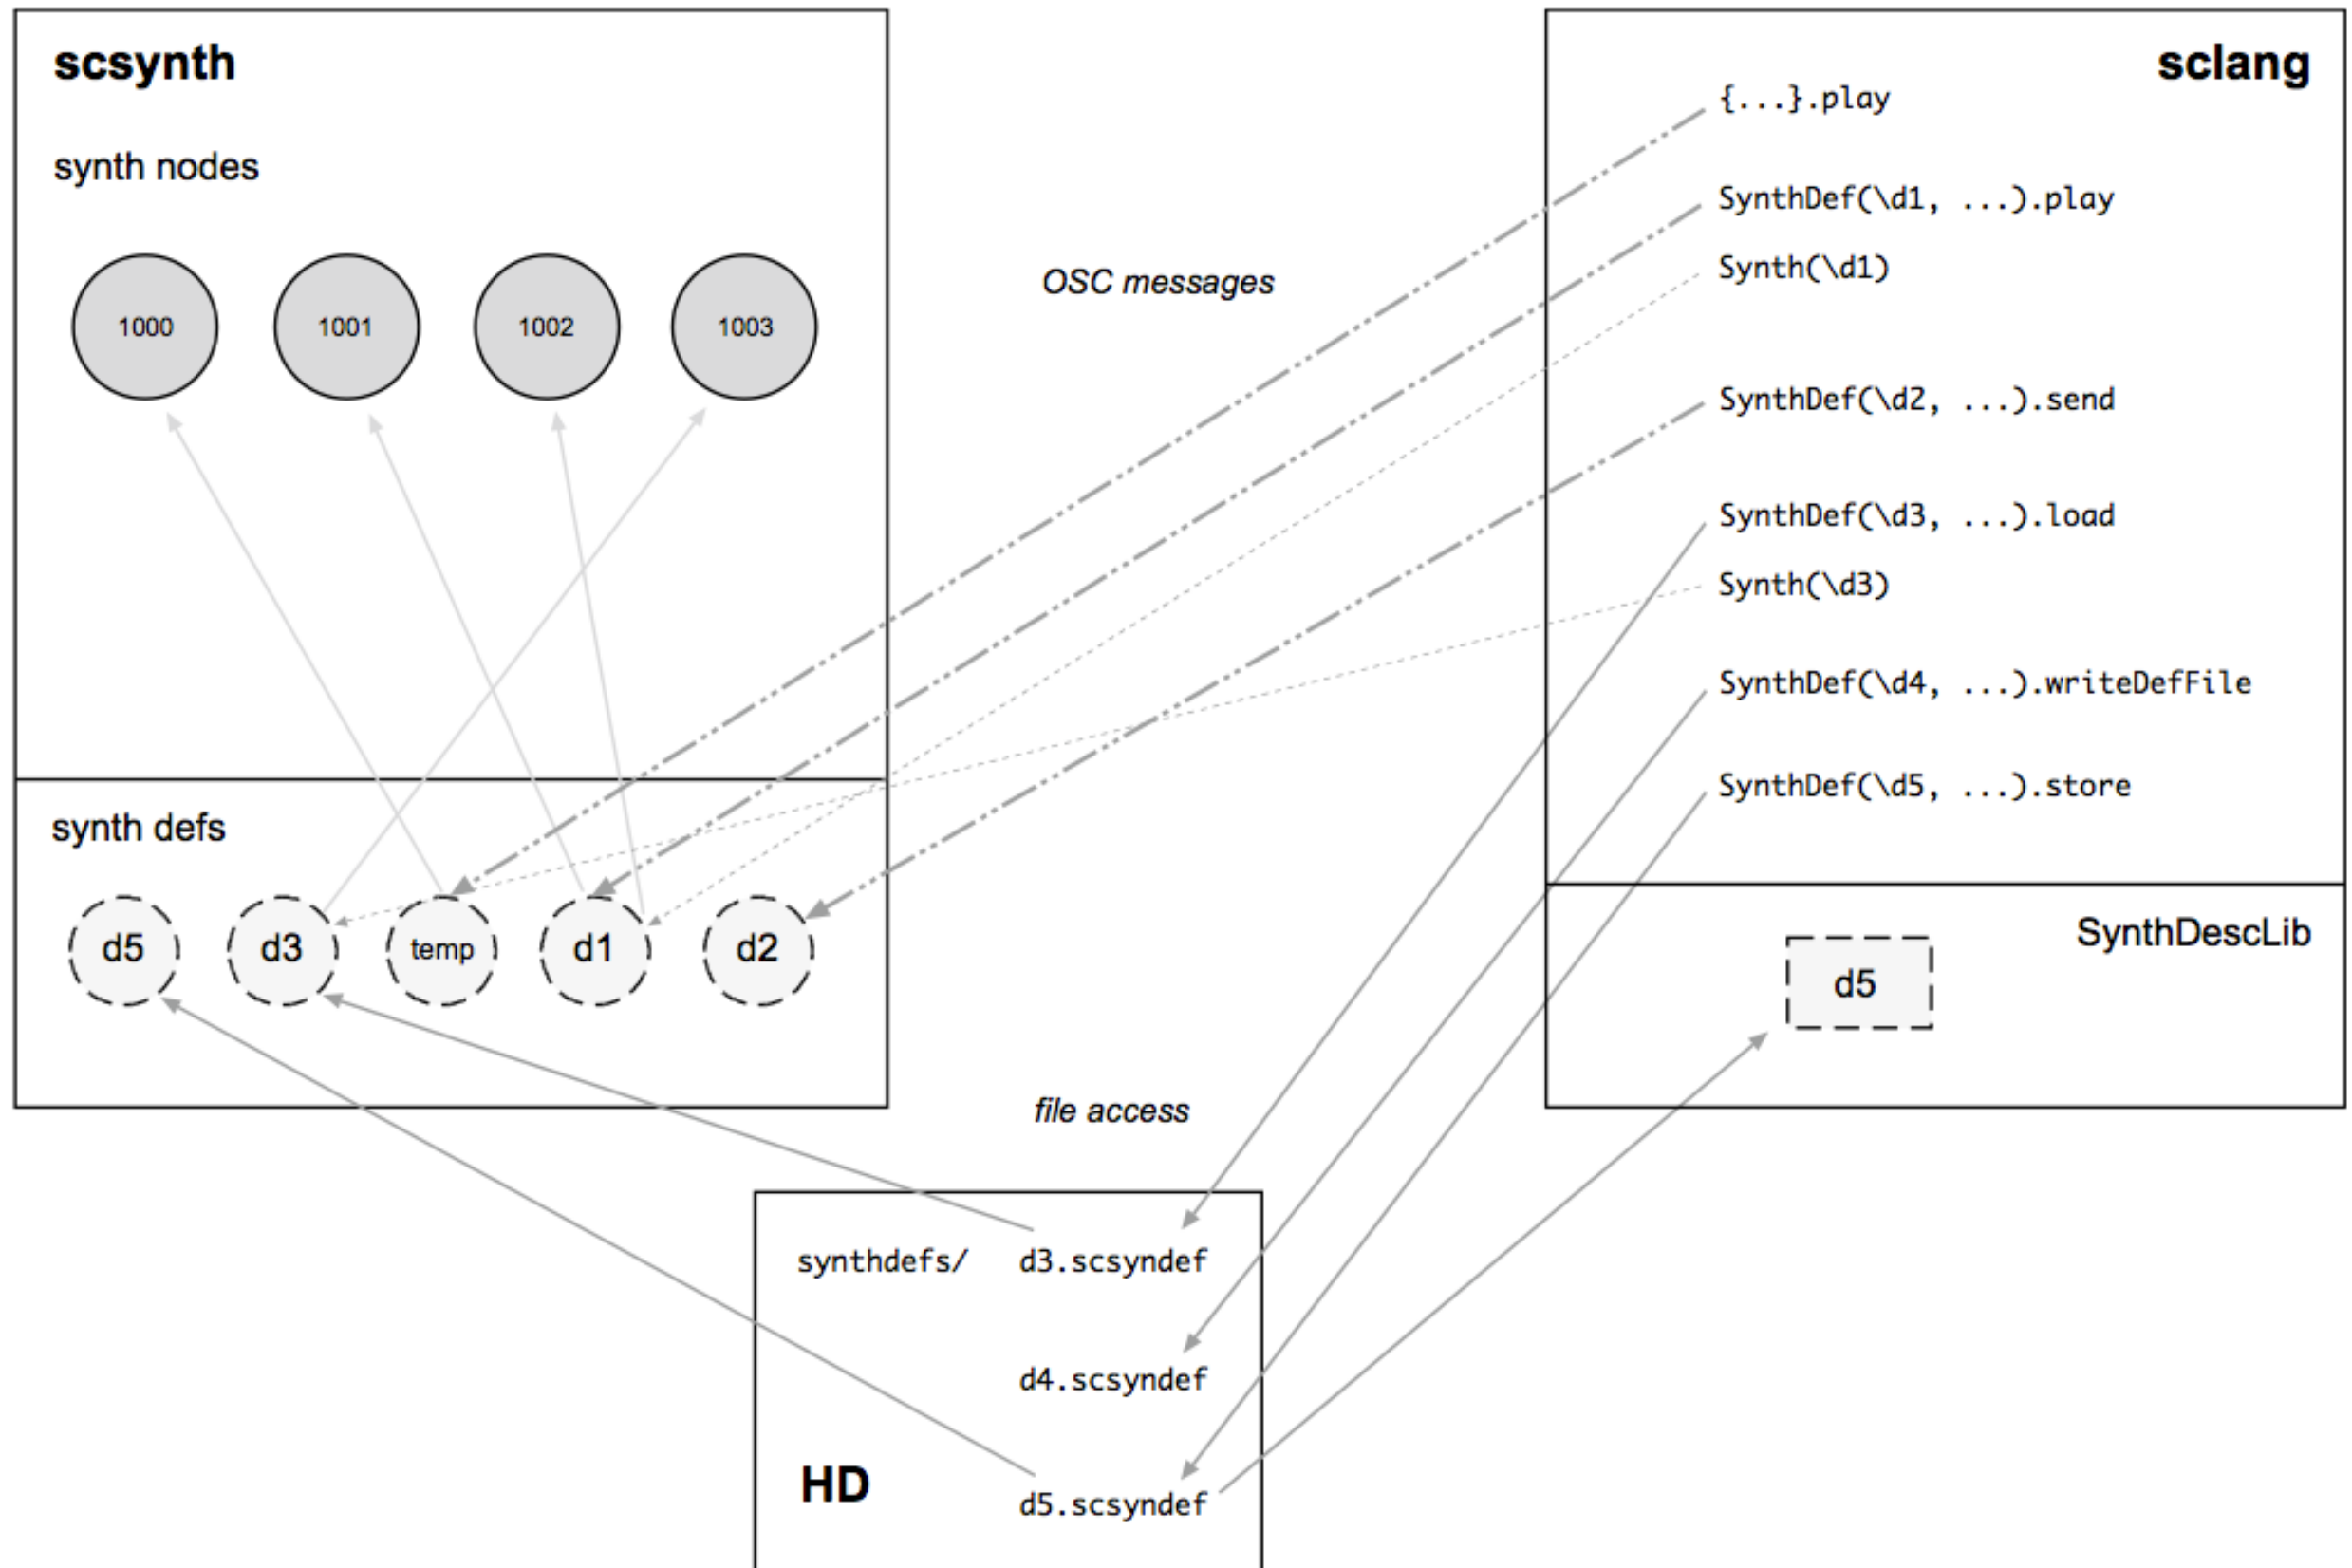 scsynth
synth nodes
1000
1001
1002
1003
synth defs
d5
d3
temp
d1
d2
OSC messages
file access
sclang
{...}.play
SynthDef(\d1, ...).play
Synth(\d1)
SynthDef(\d2, ...).send
SynthDef(\d3, ...).load
Synth(\d3)
SynthDef(\d4, ...).writeDefFile
SynthDef(\d5, ...).store
SynthDescLib
d5
synthdefs/ d3.scsyndef
d4.scsyndef
HD
d5.scsyndef